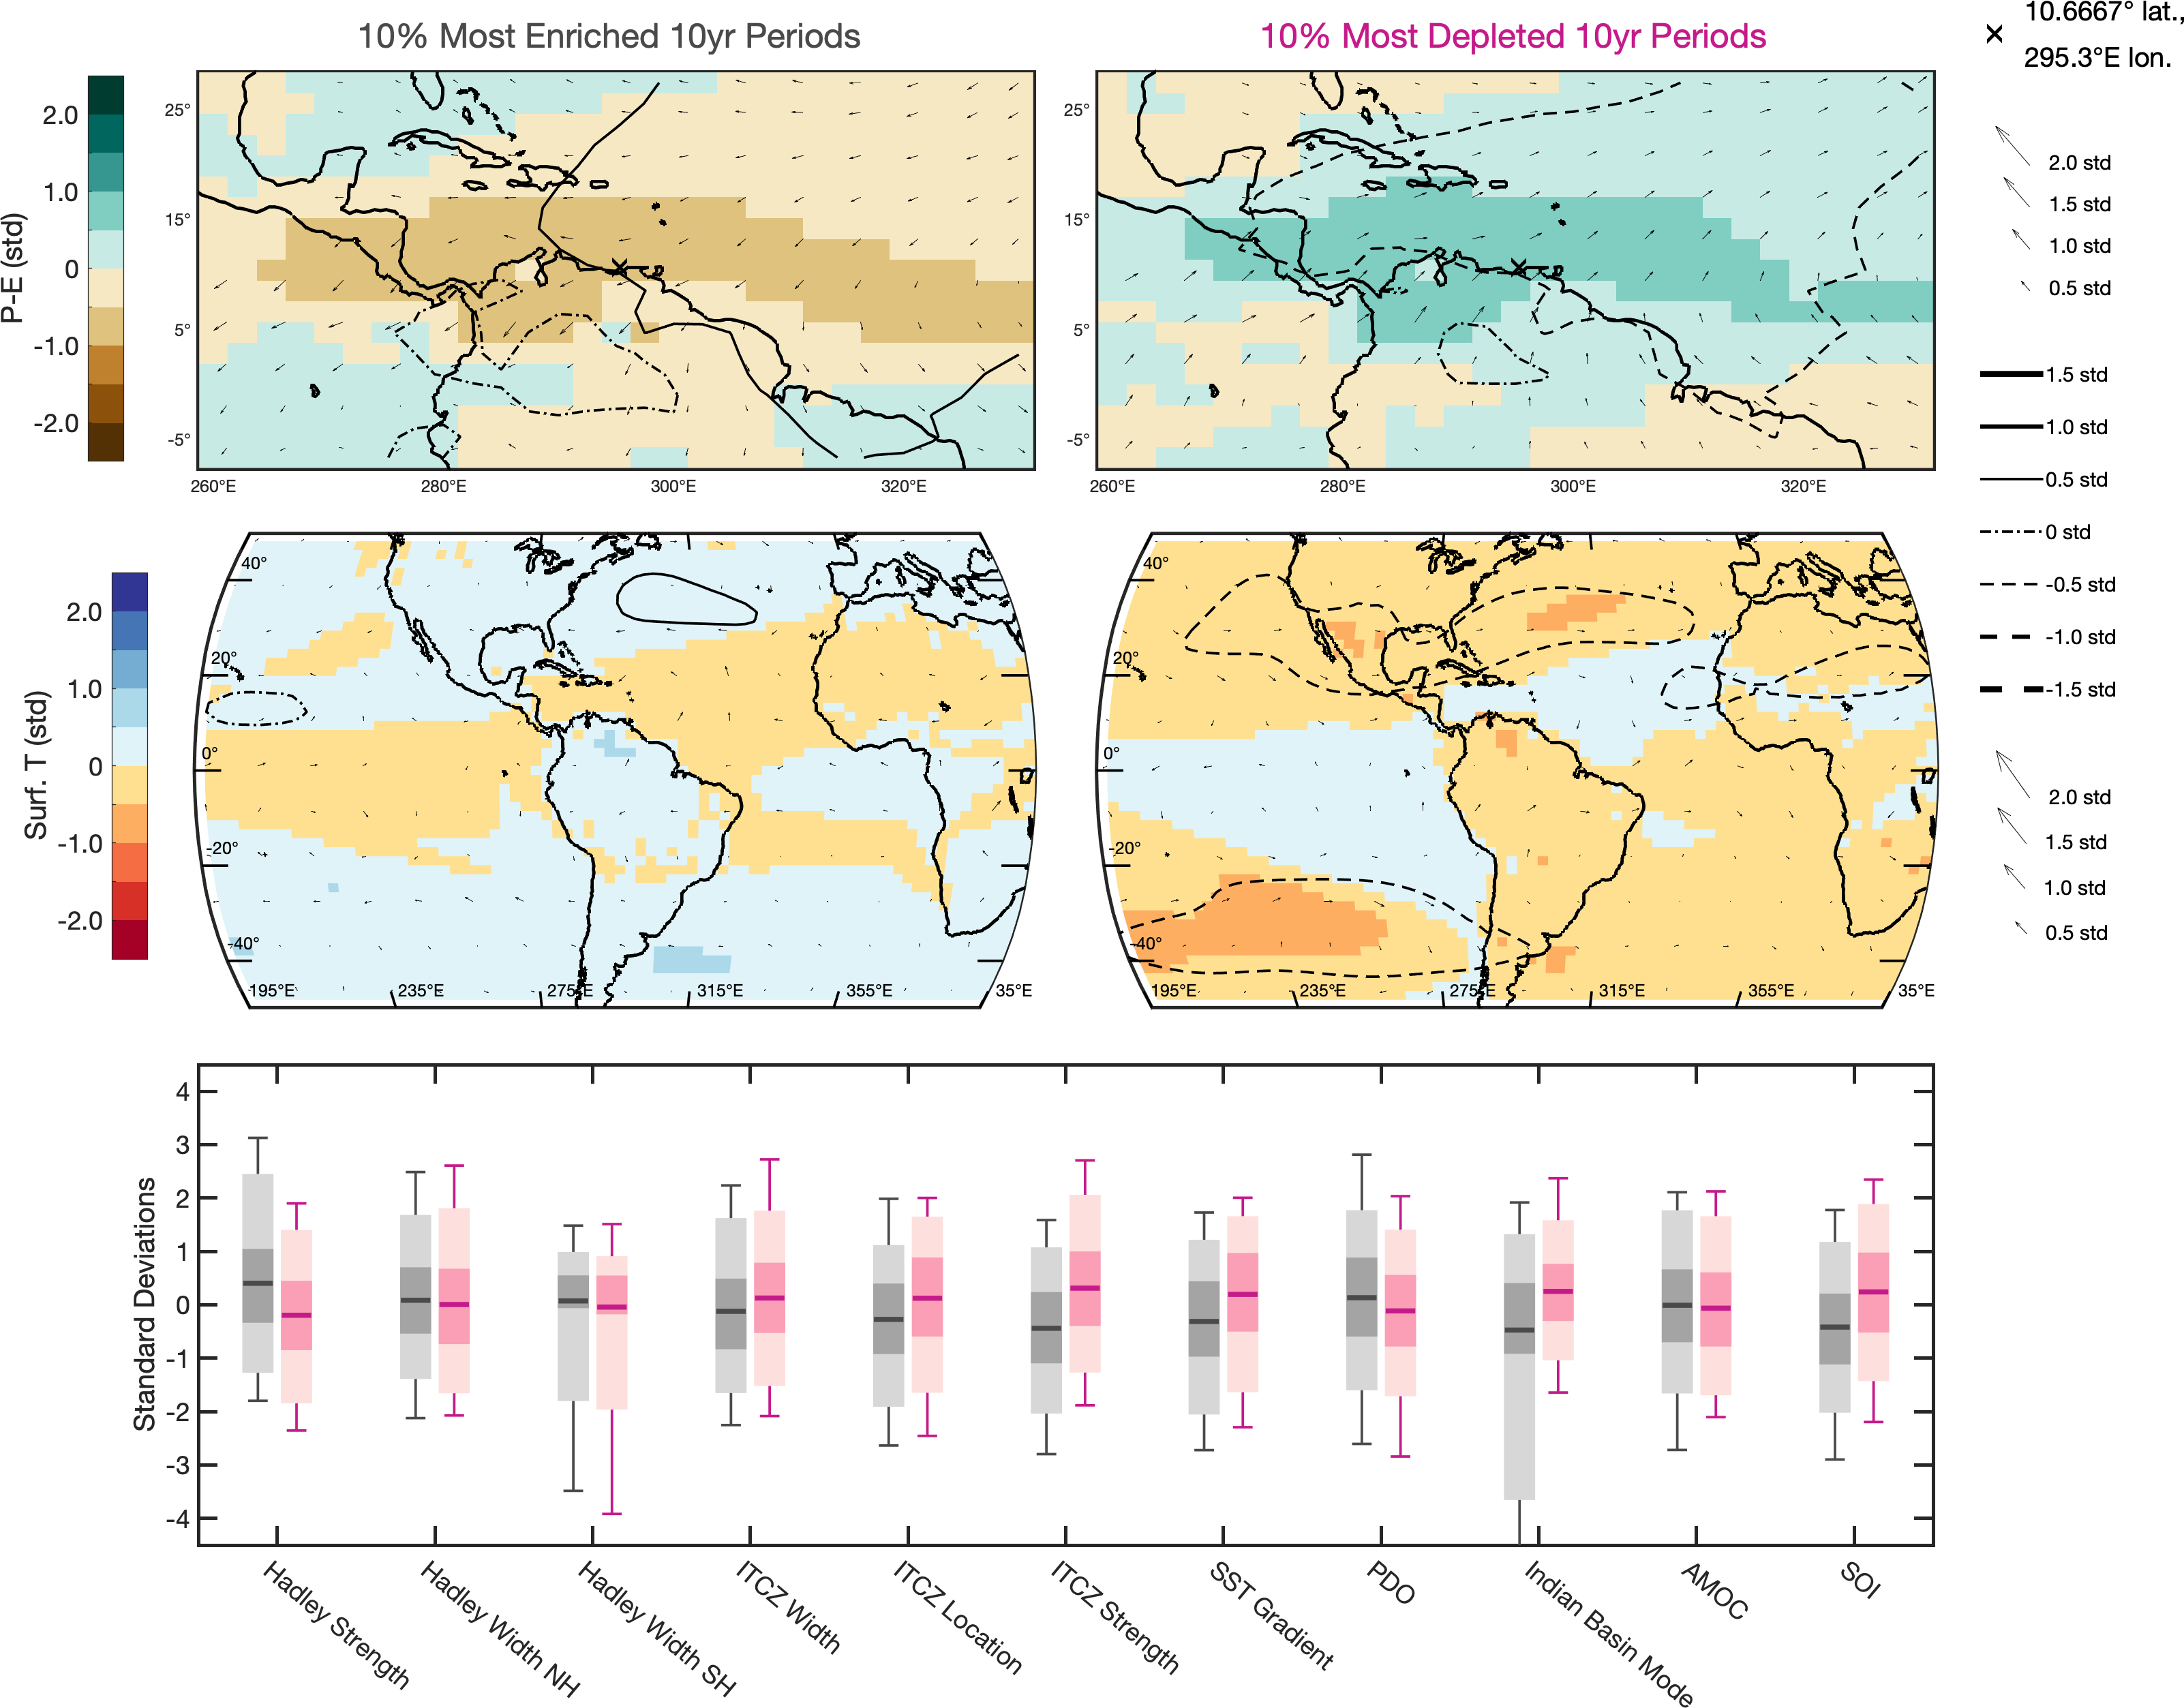 10% Most Enriched 10yr Periods
10% Most Depleted 10yr Periods
10.6667° lat.,
295.3°E lon.
P-E (std)
2.0
1.0
0
-1.0
-2.0
25°
15°
5°
-5°
260°E
280°E
300°E
320°E
25°
15°
5°
-5°
260°E
280°E
300°E
320°E
2.0 std
1.5 std
1.0 std
0.5 std
1.5 std
1.0 std
0.5 std
0 std
-0.5 std
-1.0 std
-1.5 std
Surf. T (std)
2.0
1.0
0
-1.0
-2.0
40°
20°
0°
-20°
-40°
195°E
235°E
275°E
315°E
355°E
35°E
40°
20°
0°
-20°
-40°
195°E
235°E
275°E
315°E
355°E
35°E
2.0 std
1.5 std
1.0 std
0.5 std
Standard Deviations
4
3
2
1
0
-1
-2
-3
-4
Hadley Strength
Hadley Width NH
Hadley Width SH
ITCZ Width
ITCZ Location
ITCZ Strength
SST Gradient
PDO
Indian Basin Mode
AMOC
SOI